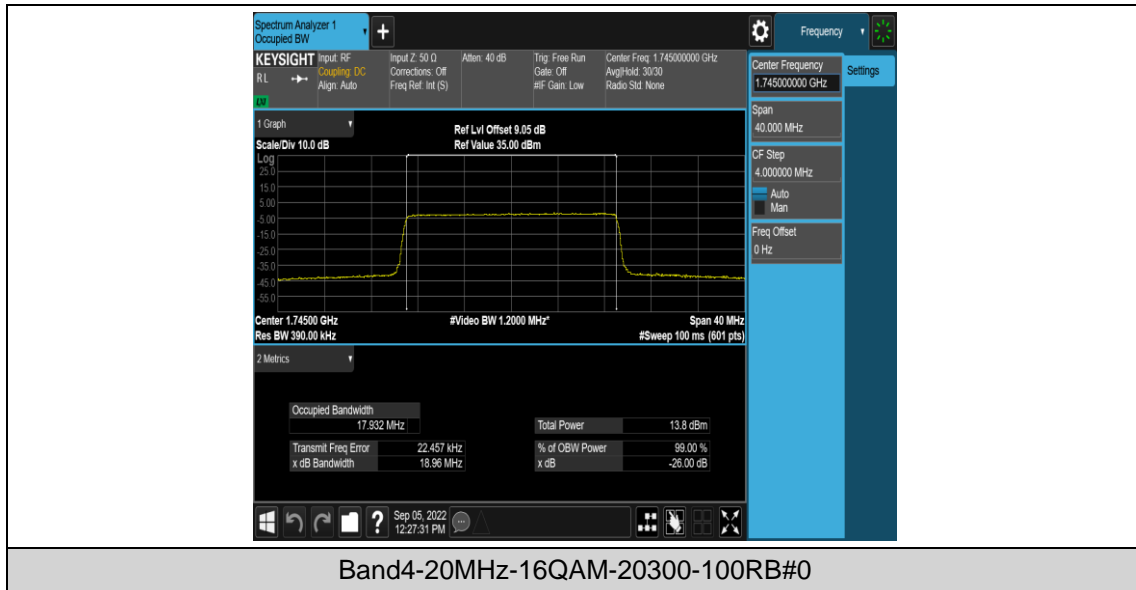 Spectrum Analyzer 1
Occupied BW
Frequency
KEYSIGHT
RL
LXI
Input: RF
Coupling: DC
Align: Auto
Input Z: 50 Ω
Corrections: Off
Freq Ref: Int (S)
Atten: 40 dB
Trig: Free Run
Gate: Off
#IF Gain: Low
Center Freq: 1.745000000 GHz
Avg|Hold: 30/30
Radio Std: None
Center Frequency
1.745000000 GHz
Settings
Span
40.000 MHz
CF Step
4.000000 MHz
Auto
Man
Freq Offset
0 Hz
1 Graph
Scale/Div 10.0 dB
Ref Lvl Offset 9.05 dB
Ref Value 35.00 dBm
Log
25.0
15.0
5.00
-5.00
-15.0
-25.0
-35.0
-45.0
-55.0
Center 1.74500 GHz
Res BW 390.00 kHz
#Video BW 1.2000 MHz*
Span 40 MHz
#Sweep 100 ms (601 pts)
2 Metrics
Occupied Bandwidth
17.932 MHz
Transmit Freq Error 22.457 kHz
x dB Bandwidth 18.96 MHz
Total Power 13.8 dBm
% of OBW Power 99.00 %
x dB -26.00 dB
Sep 05, 2022
12:27:31 PM
Band4-20MHz-16QAM-20300-100RB#0